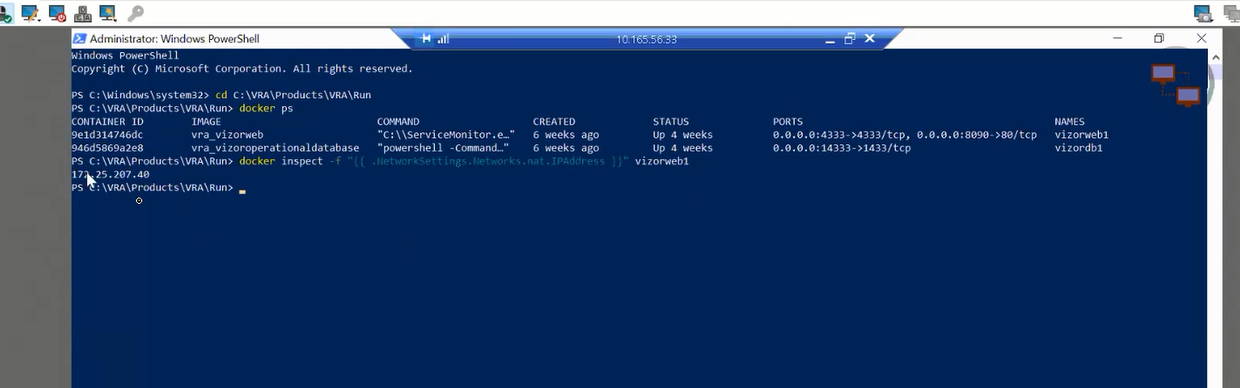 Administrator: Windows PowerShell
10.165.56.33
Windows PowerShell
Copyright (C) Microsoft Corporation. All rights reserved.
PS C:\Windows\system32> cd C:\VRA\Products\VRA\Run
PS C:\VRA\Products\VRA\Run> docker ps
CONTAINER ID IMAGE COMMAND CREATED STATUS PORTS NAMES
9e1d314746dc vra_vizorweb "C:\\ServiceMonitor.e…" 6 weeks ago Up 4 weeks 0.0.0.0:4333->4333/tcp, 0.0.0.0:8090->80/tcp vizorweb1
946d5869a2e8 vra_vizoroperationaldatabase "powershell -Command…" 6 weeks ago Up 4 weeks 0.0.0.0:14333->1433/tcp vizordb1
PS C:\VRA\Products\VRA\Run> docker inspect -f "{{ .NetworkSettings.Networks.nat.IPAddress }}" vizorweb1
172.25.207.40
PS C:\VRA\Products\VRA\Run>